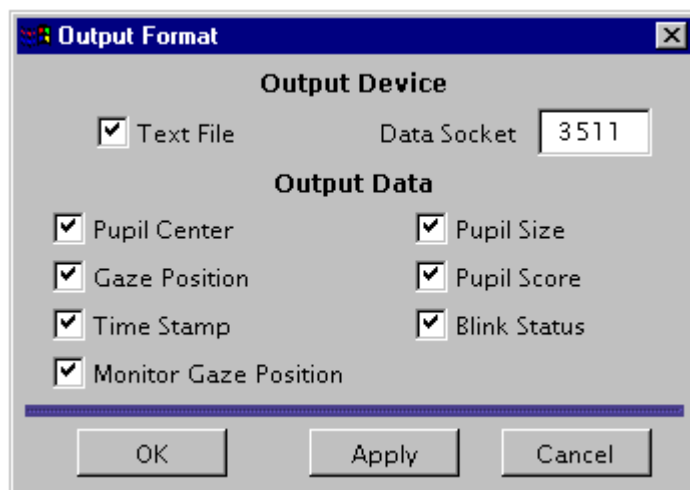 Output Format
Output Device
Text File Data Socket 3511
Output Data
Pupil Center Pupil Size
Gaze Position Pupil Score
Time Stamp Blink Status
Monitor Gaze Position
OK Apply Cancel